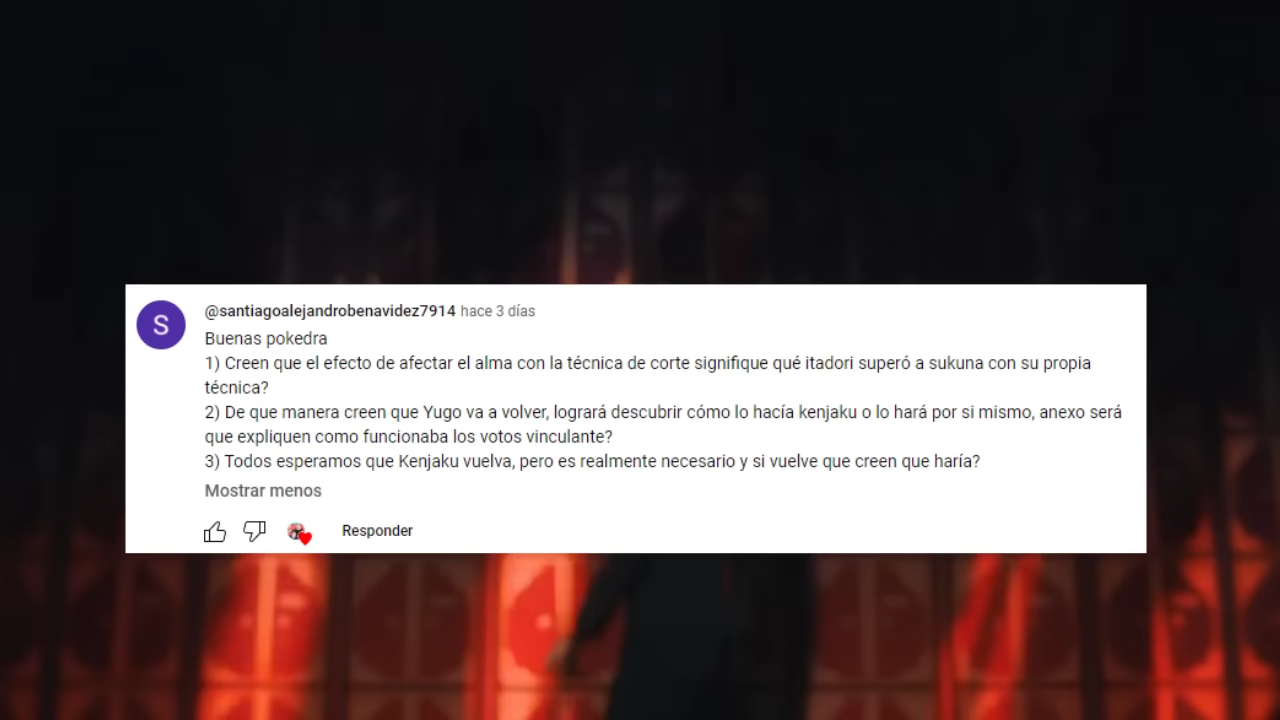 S
@santiagoalejandrobenavidez7914 hace 3 días
Buenas pokedra
1) Creen que el efecto de afectar el alma con la técnica de corte signifique qué itadori superó a sukuna con su propia
técnica?
2) De que manera creen que Yugo va a volver, logrará descubrir cómo lo hacía kenjaku o lo hará por si mismo, anexo será
que expliquen como funcionaba los votos vinculante?
3) Todos esperamos que Kenjaku vuelva, pero es realmente necesario y si vuelve que creen que haría?
Mostrar menos
Responder